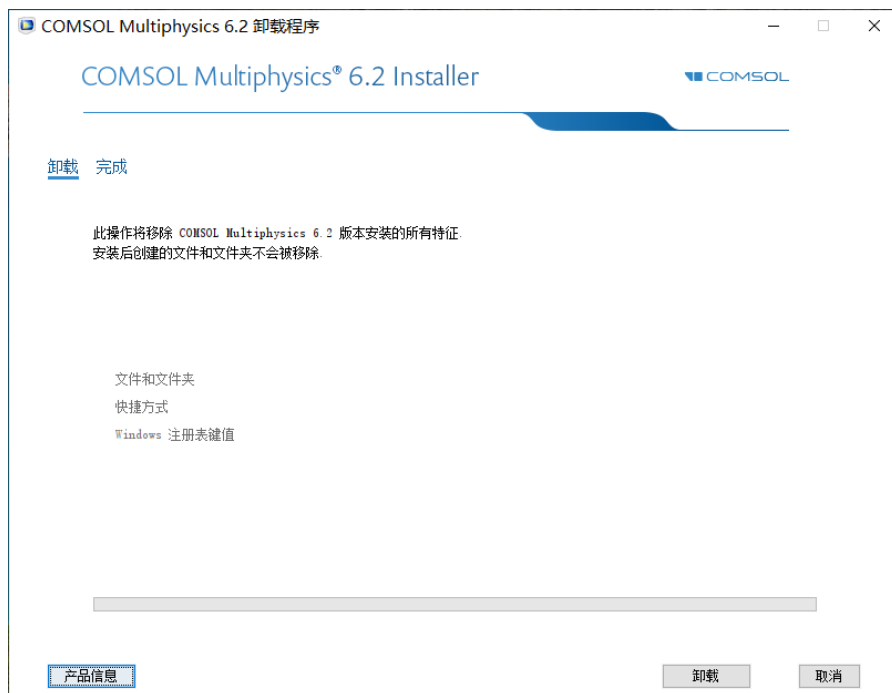 COMSOL Multiphysics 6.2 卸载程序
COMSOL Multiphysics® 6.2 Installer
COMSOL
卸载 完成
此操作将移除 COMSOL Multiphysics 6.2 版本安装的所有特征.
安装后创建的文件和文件夹不会被移除.
文件和文件夹
快捷方式
Windows 注册表键值
产品信息 卸载 取消